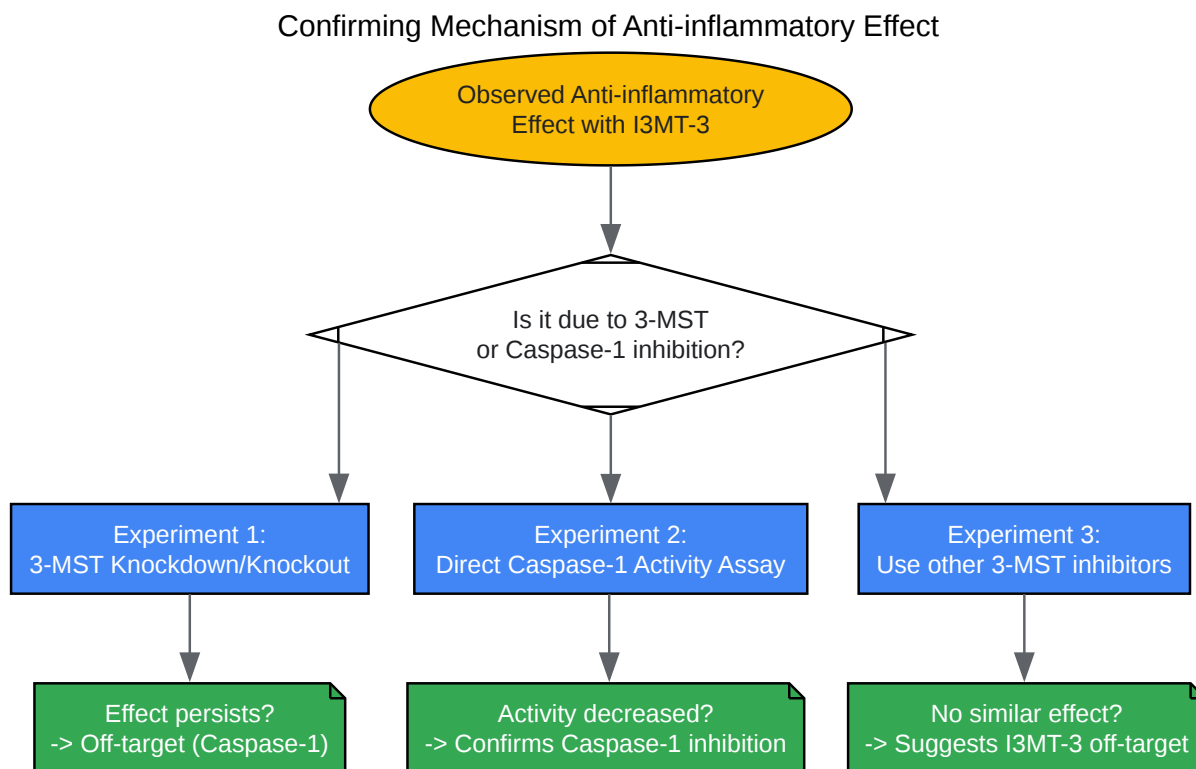 Confirming Mechanism of Anti-inflammatory Effect
Observed Anti-inflammatory
Effect with I3MT-3
Is it due to 3-MST
or Caspase-1 inhibition?
Experiment 1:
3-MST Knockdown/Knockout
Experiment 2:
Direct Caspase-1 Activity Assay
Experiment 3:
Use other 3-MST inhibitors
Effect persists?
-> Off-target (Caspase-1)
Activity decreased?
-> Confirms Caspase-1 inhibition
No similar effect?
-> Suggests I3MT-3 off-target